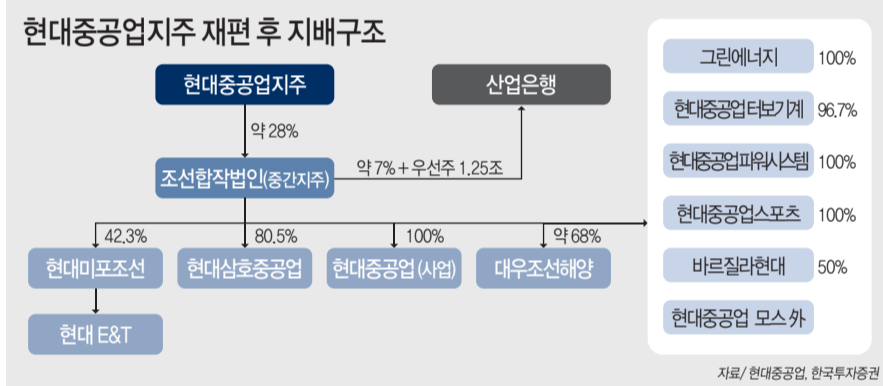 현대중공업지주 재편 후 지배구조
현대중공업지주
산업은행
약 28%
조선합작법인(중간지주)
약 7% + 우선주 1.25조
42.3%
80.5%
100%
약 68%
현대미포조선
현대삼호중공업
현대중공업 (사업)
대우조선해양
현대 E&T
그린에너지 100%
현대중공업 터보기계 96.7%
현대중공업파워시스템 100%
현대중공업스포츠 100%
바르질라현대 50%
현대중공업 모스 外
자료/ 현대중공업, 한국투자증권